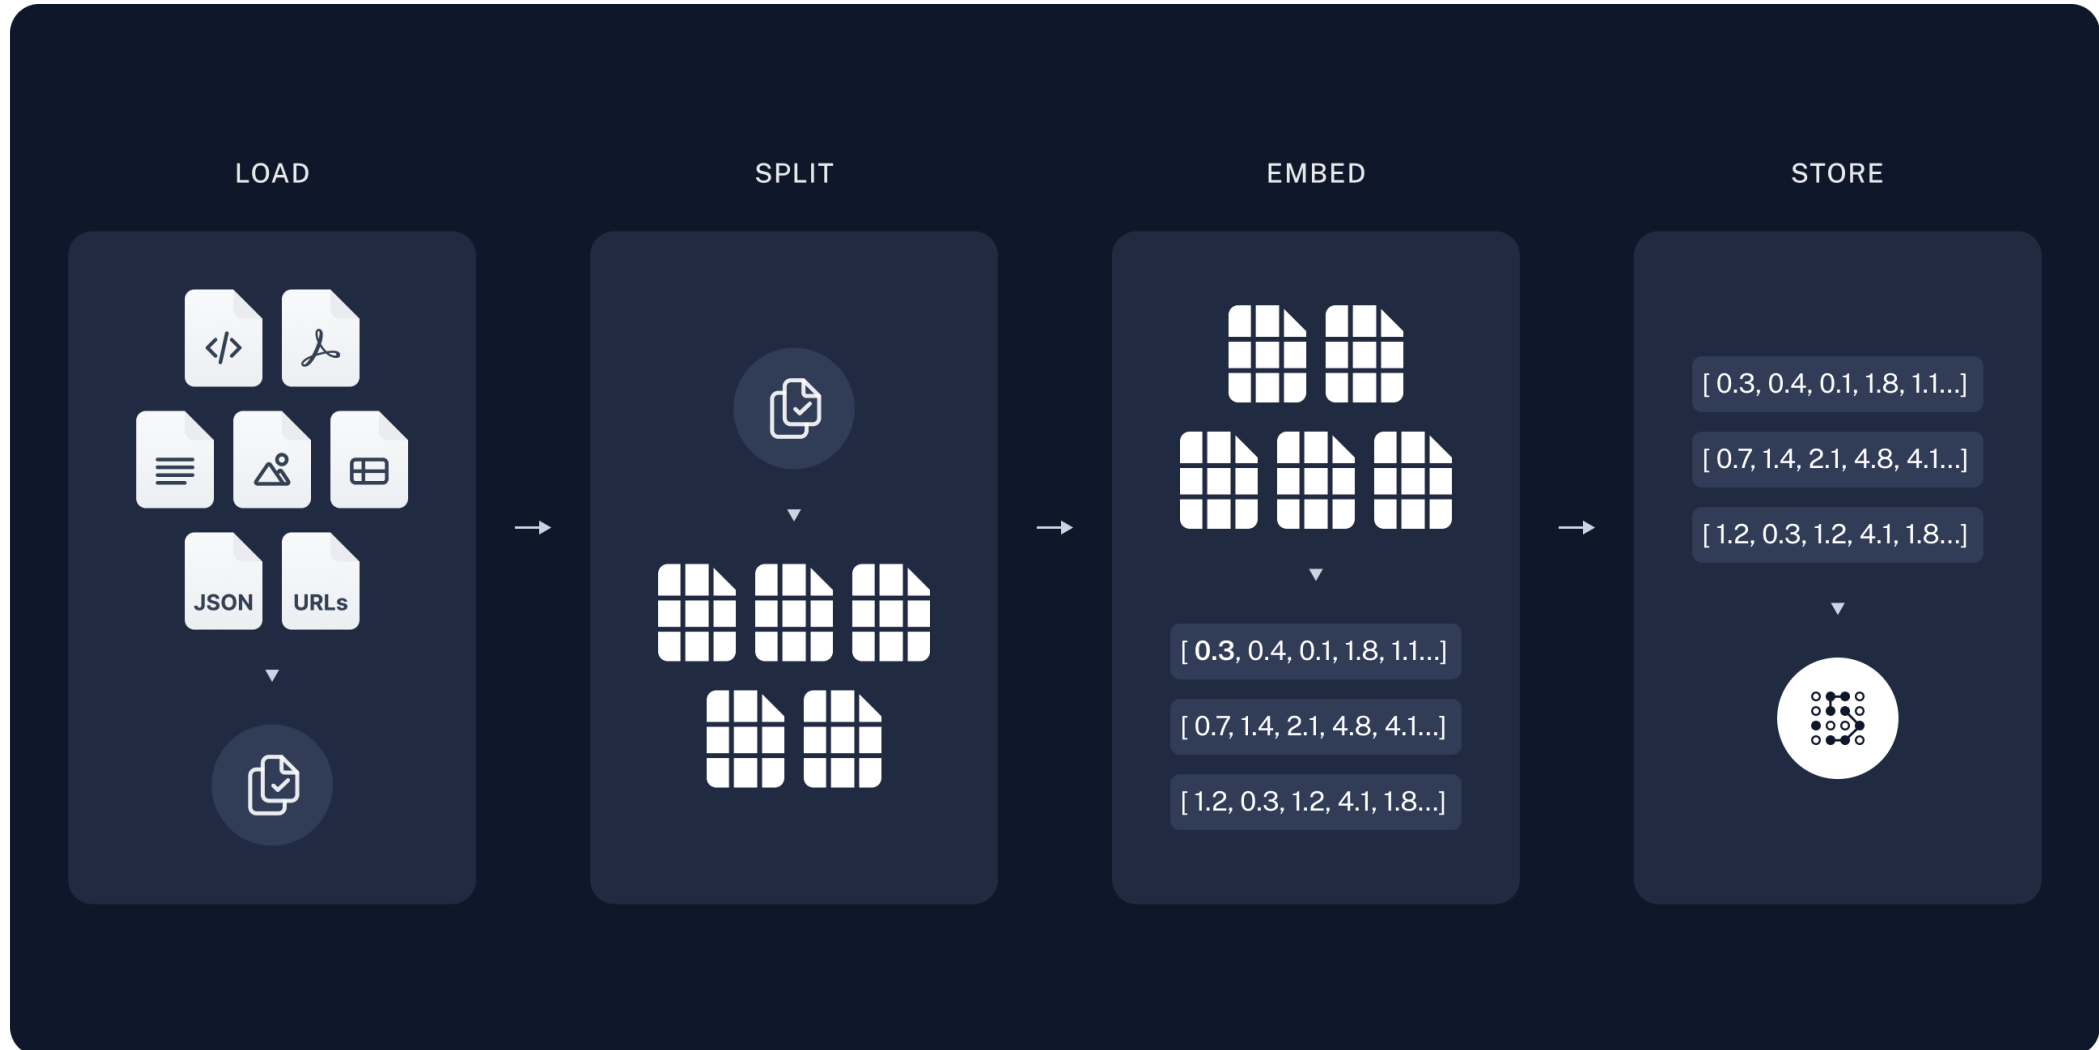 LOAD
SPLIT
EMBED
STORE
JSON
URLs
[ 0.3, 0.4, 0.1, 1.8, 1.1...]
[ 0.7, 1.4, 2.1, 4.8, 4.1...]
[ 1.2, 0.3, 1.2, 4.1, 1.8...]
[ 0.3, 0.4, 0.1, 1.8, 1.1...]
[ 0.7, 1.4, 2.1, 4.8, 4.1...]
[ 1.2, 0.3, 1.2, 4.1, 1.8...]